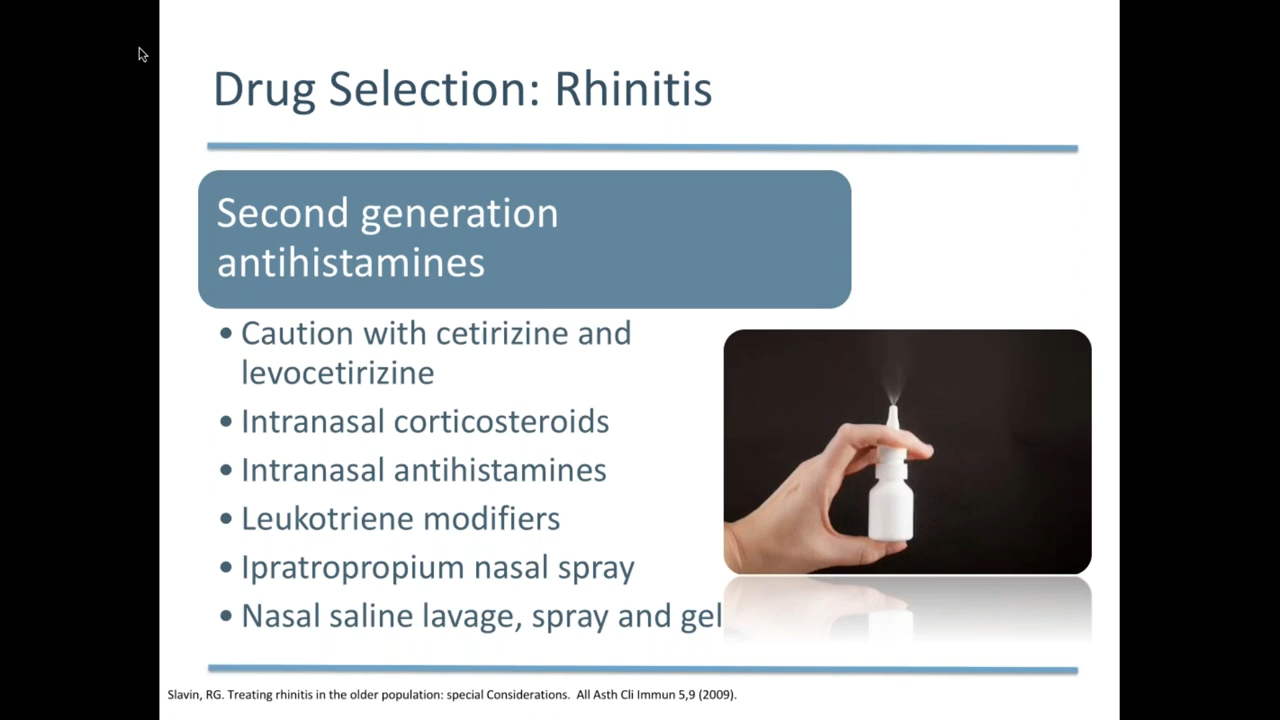 Drug Selection: Rhinitis
Second generation
antihistamines
• Caution with cetirizine and
levocetirizine
• Intranasal corticosteroids
• Intranasal antihistamines
• Leukotriene modifiers
• Ipratropropium nasal spray
• Nasal saline lavage, spray and gel
Slavin, RG. Treating rhinitis in the older population: special Considerations. All Asth Cli Immun 5,9 (2009).